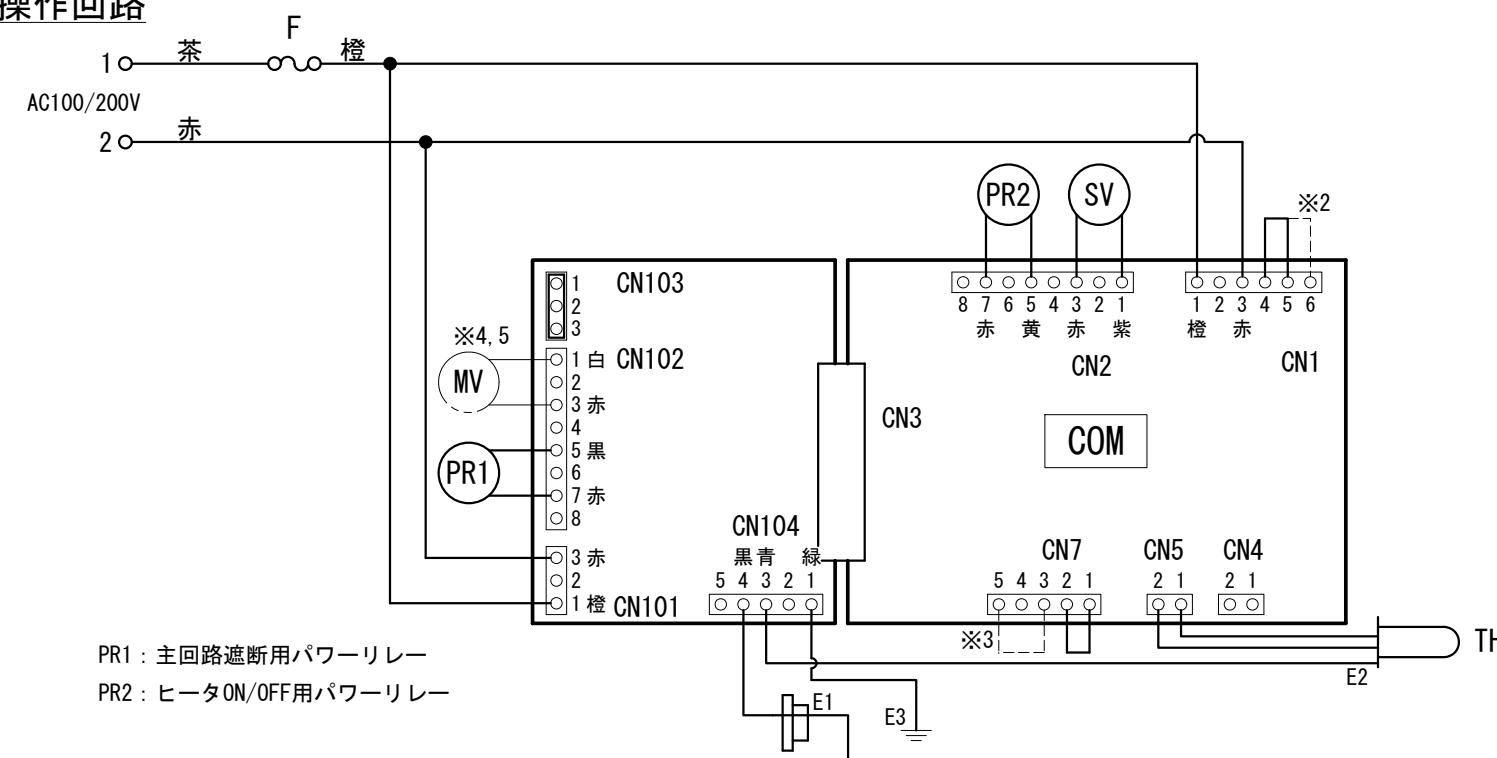 操作回路
F
1 茶 橙
AC100/200V
2 赤
PR2 SV ※2
CN103
1
2
3
8 7 6 5 4 3 2 1
赤 黄 赤 紫
1 2 3 4 5 6
橙 赤
CN2 CN1
※4,5
MV
CN102
1 白
2
3 赤
4
5 黒
6
7 赤
8
PR1
CN3
COM
CN101
3 赤
2
1 橙
CN104
黒 青 緑
5 4 3 2 1
CN7
5 4 3 2 1
CN5
2 1
CN4
2 1
※3
TH
E2
E1
E3
PR1：主回路遮断用パワーリレー
PR2：ヒータON/OFF用パワーリレー